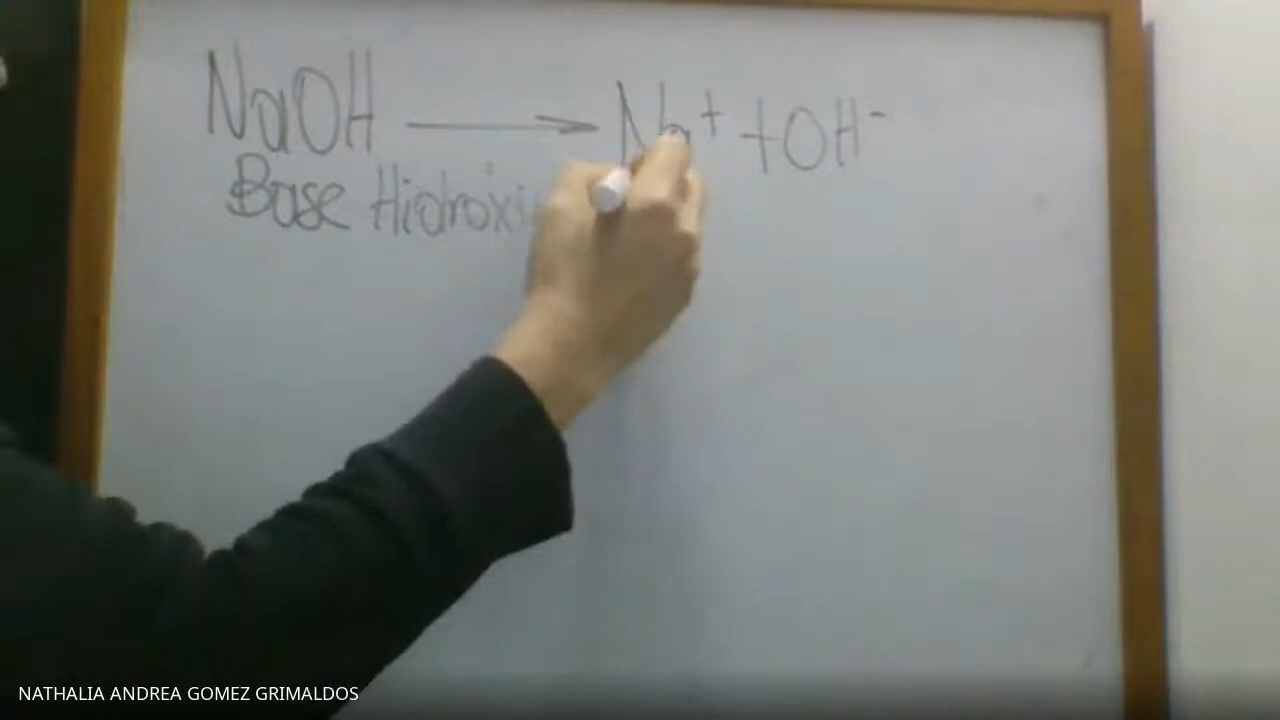 NaOH → Na⁺ + OH⁻
Base
NATHALIA ANDREA GOMEZ GRIMALDOS